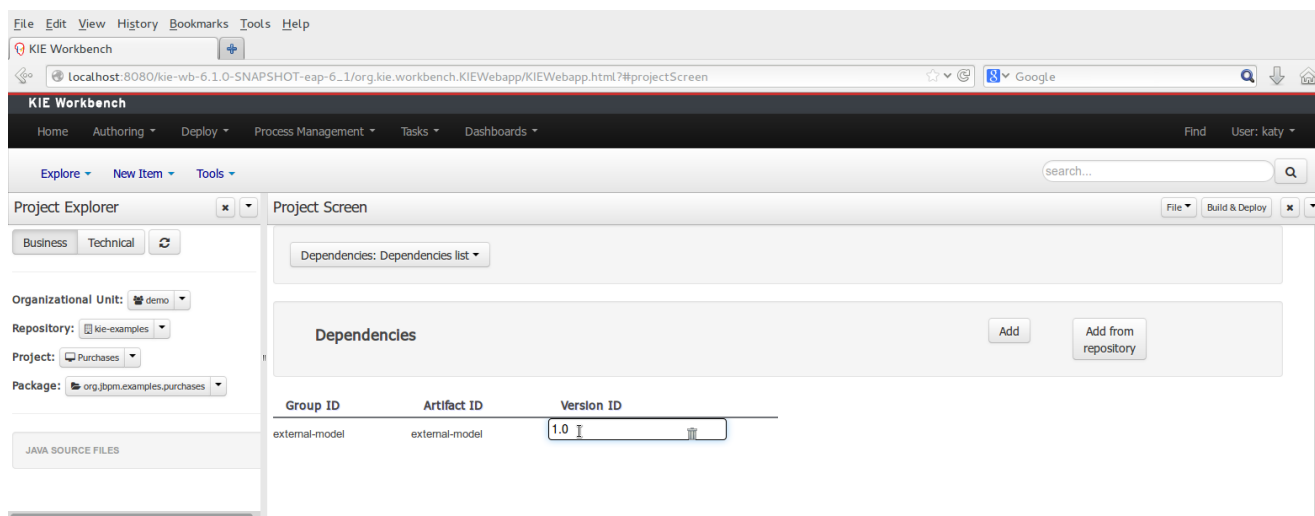 File Edit View History Bookmarks Tools Help
KIE Workbench
localhost:8080/kie-wb-6.1.0-SNAPSHOT-eap-6_1/org.kie.workbench.KIEWebapp/KIEWebapp.html?#projectScreen
8 Google
KIE Workbench
Home Authoring Deploy Process Management Tasks Dashboards Find User: katy
Explore New Item Tools search...
Project Explorer Project Screen File Build & Deploy
Business Technical
Dependencies: Dependencies list
Organizational Unit: demo
Repository: kie-examples
Project: Purchases
Package: org.jbpm.examples.purchases
Dependencies Add Add from
repository
Group ID Artifact ID Version ID
external-model external-model 1.0
JAVA SOURCE FILES